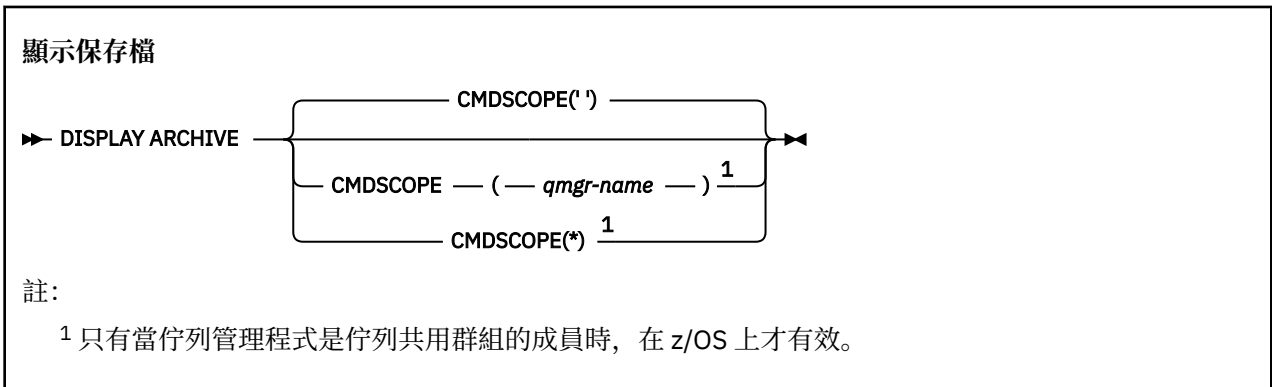 顯示保存檔
CMDSCOPE(' ')
DISPLAY ARCHIVE
CMDSCOPE ( qmgr-name ) 1
CMDSCOPE(*) 1
註:
1 只有當佇列管理程式是佇列共用群組的成員時，在 z/OS 上才有效。